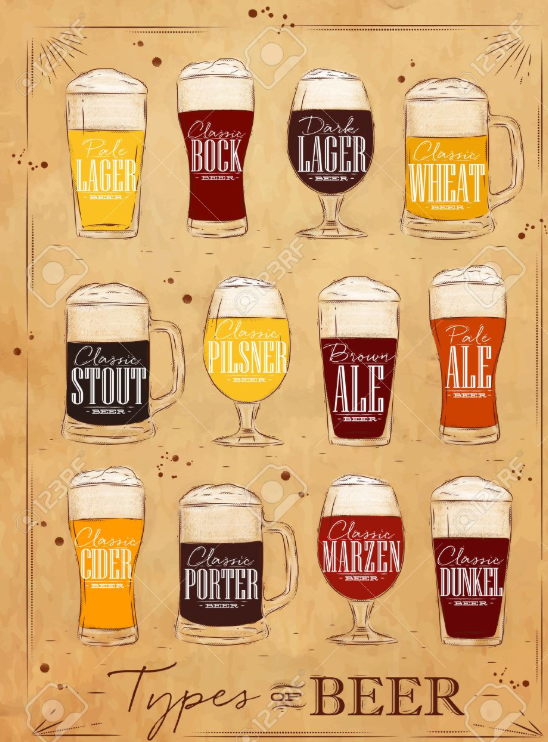 Pale
LAGER
BEER
Classic
BOCK
BEER
Dark
LAGER
BEER
Classic
WHEAT
BEER
Classic
STOUT
BEER
Classic
PILSNER
BEER
Brown
ALE
BEER
Pale
ALE
BEER
Classic
CIDER
BEER
Classic
PORTER
BEER
Classic
MARZEN
BEER
Classic
DUNKEL
BEER
Types OF BEER
123RF